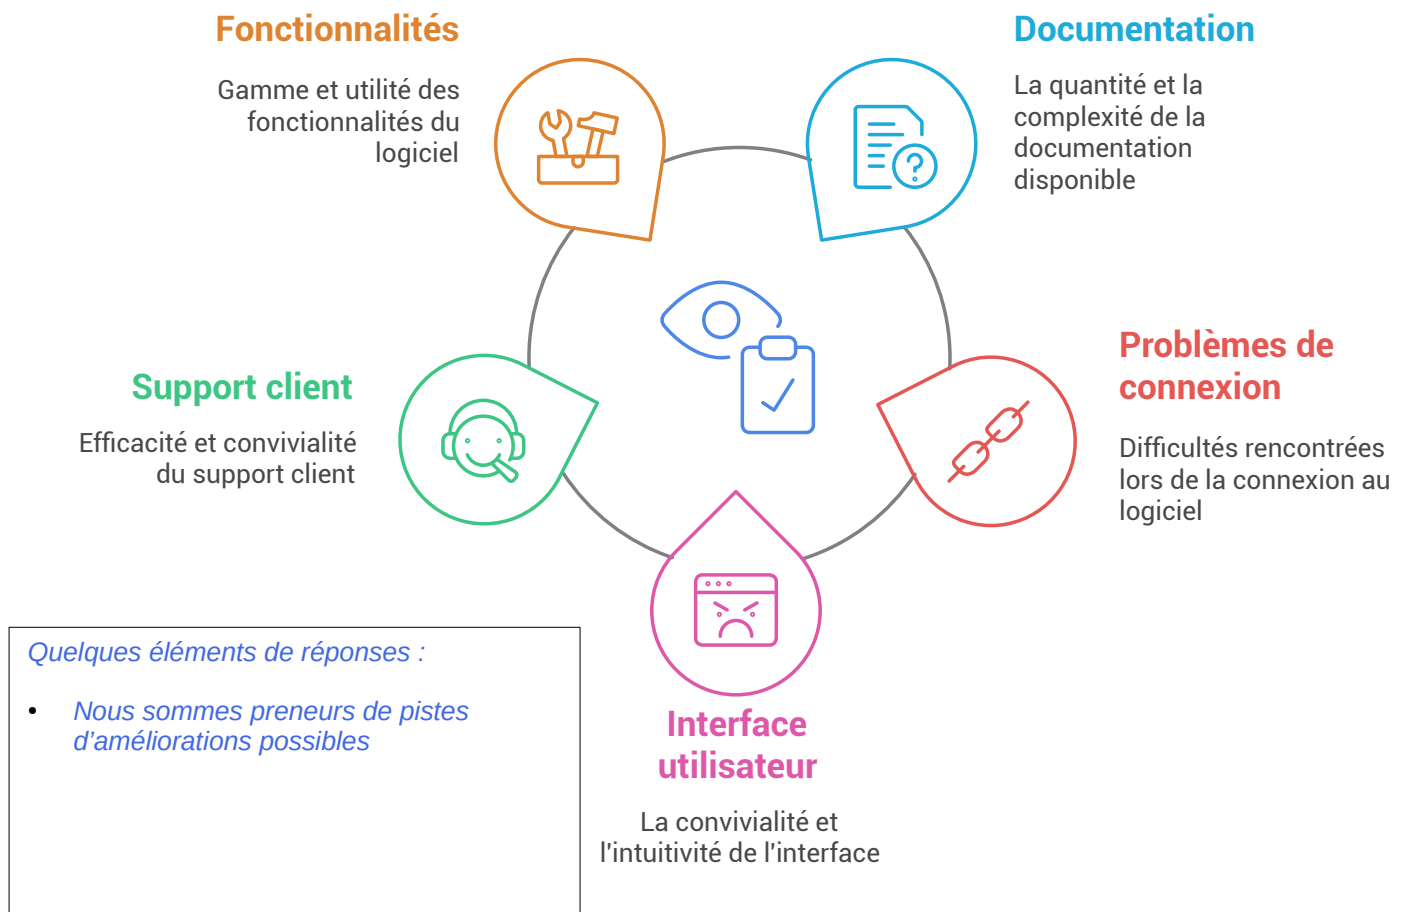 Fonctionnalités
Gamme et utilité des
fonctionnalités du
logiciel
Documentation
La quantité et la
complexité de la
documentation
disponible
?
Support client
Efficacité et convivialité
du support client
Problèmes de
connexion
Difficultés rencontrées
lors de la connexion au
logiciel
Interface
utilisateur
La convivialité et
l'intuitivité de l'interface
Quelques éléments de réponses :
• Nous sommes preneurs de pistes
d’améliorations possibles